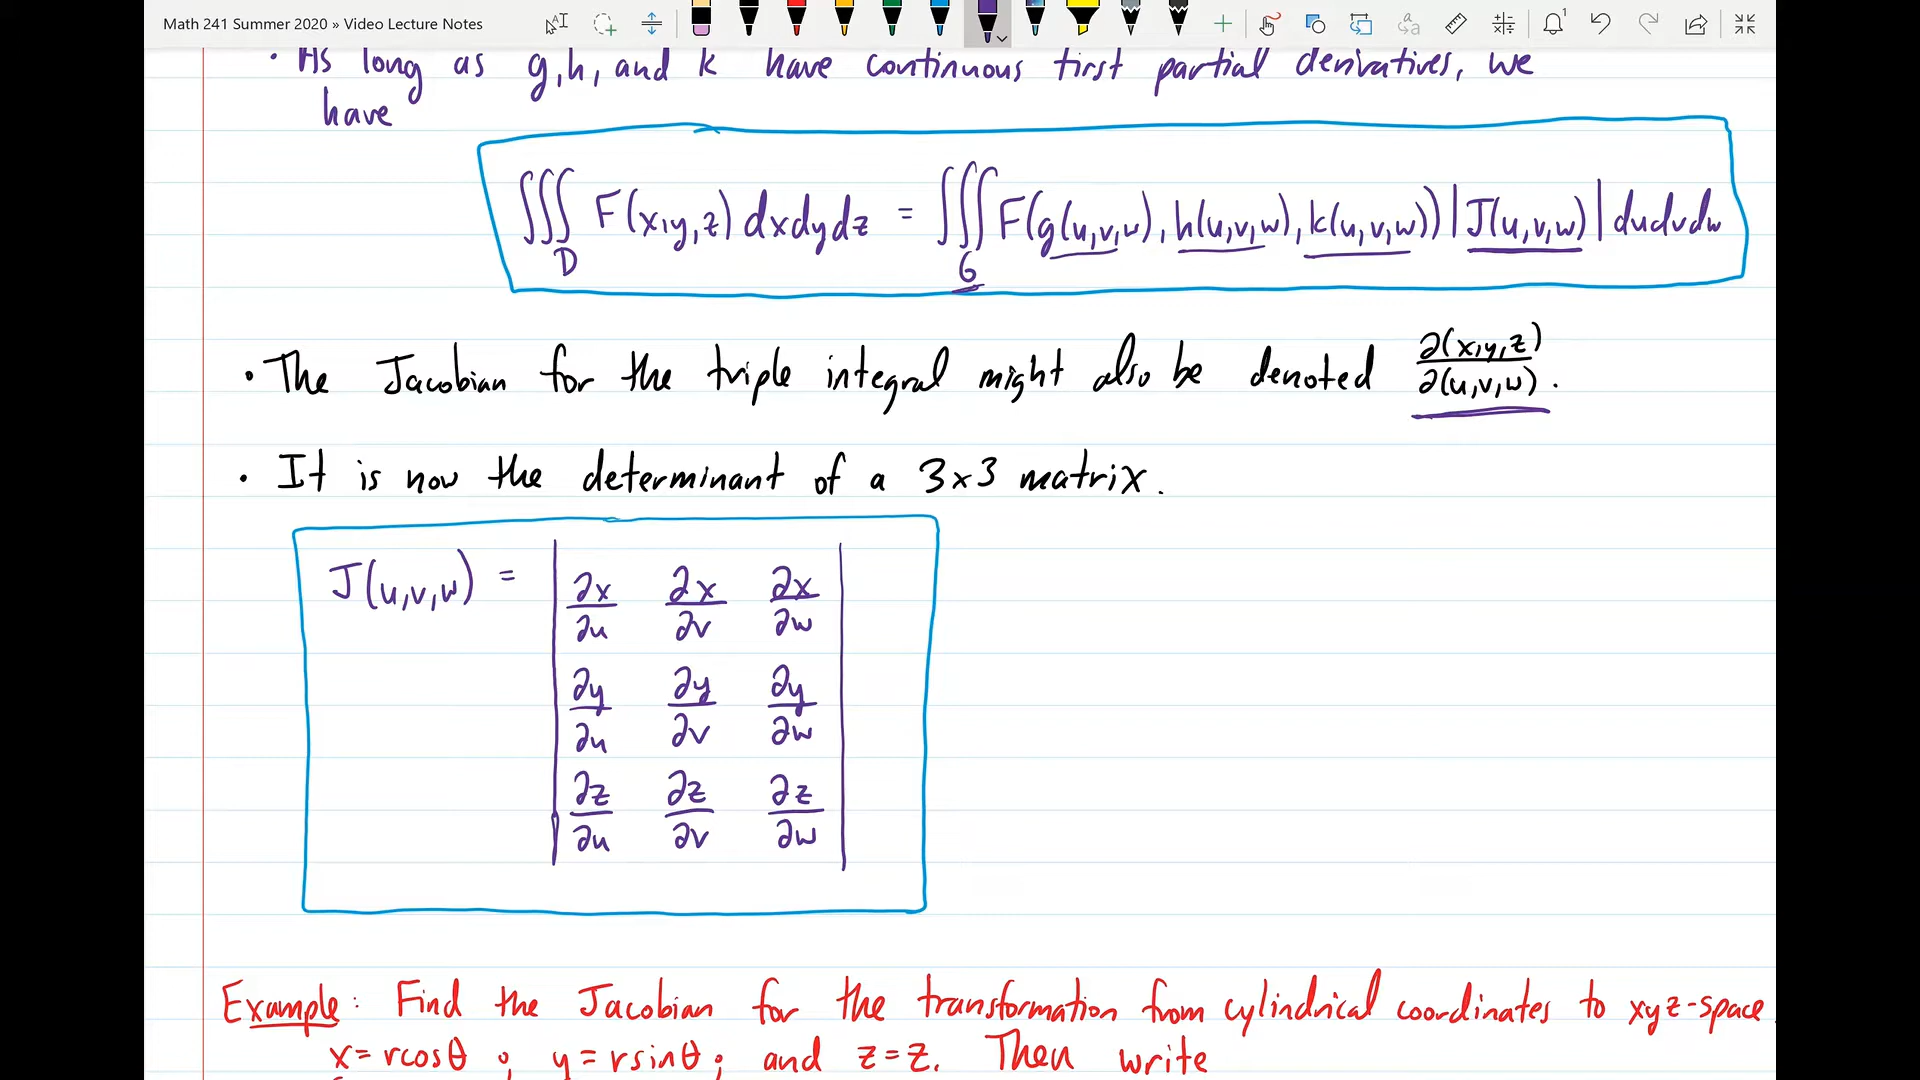 Math 241 Summer 2020 » Video Lecture Notes
• As long as g, h, and k have continuous first partial derivatives, we
have
∭_D F(x,y,z) dxdydz = ∭_G F(g(u,v,w), h(u,v,w), k(u,v,w)) |J(u,v,w)| dudvdw
• The Jacobian for the triple integral might also be denoted ∂(x,y,z)/∂(u,v,w).
• It is now the determinant of a 3×3 matrix.
J(u,v,w) = | ∂x/∂u ∂x/∂v ∂x/∂w |
| ∂y/∂u ∂y/∂v ∂y/∂w |
| ∂z/∂u ∂z/∂v ∂z/∂w |
Example: Find the Jacobian for the transformation from cylindrical coordinates to xyz-space
x = rcosθ ; y = rsinθ ; and z = z. Then write